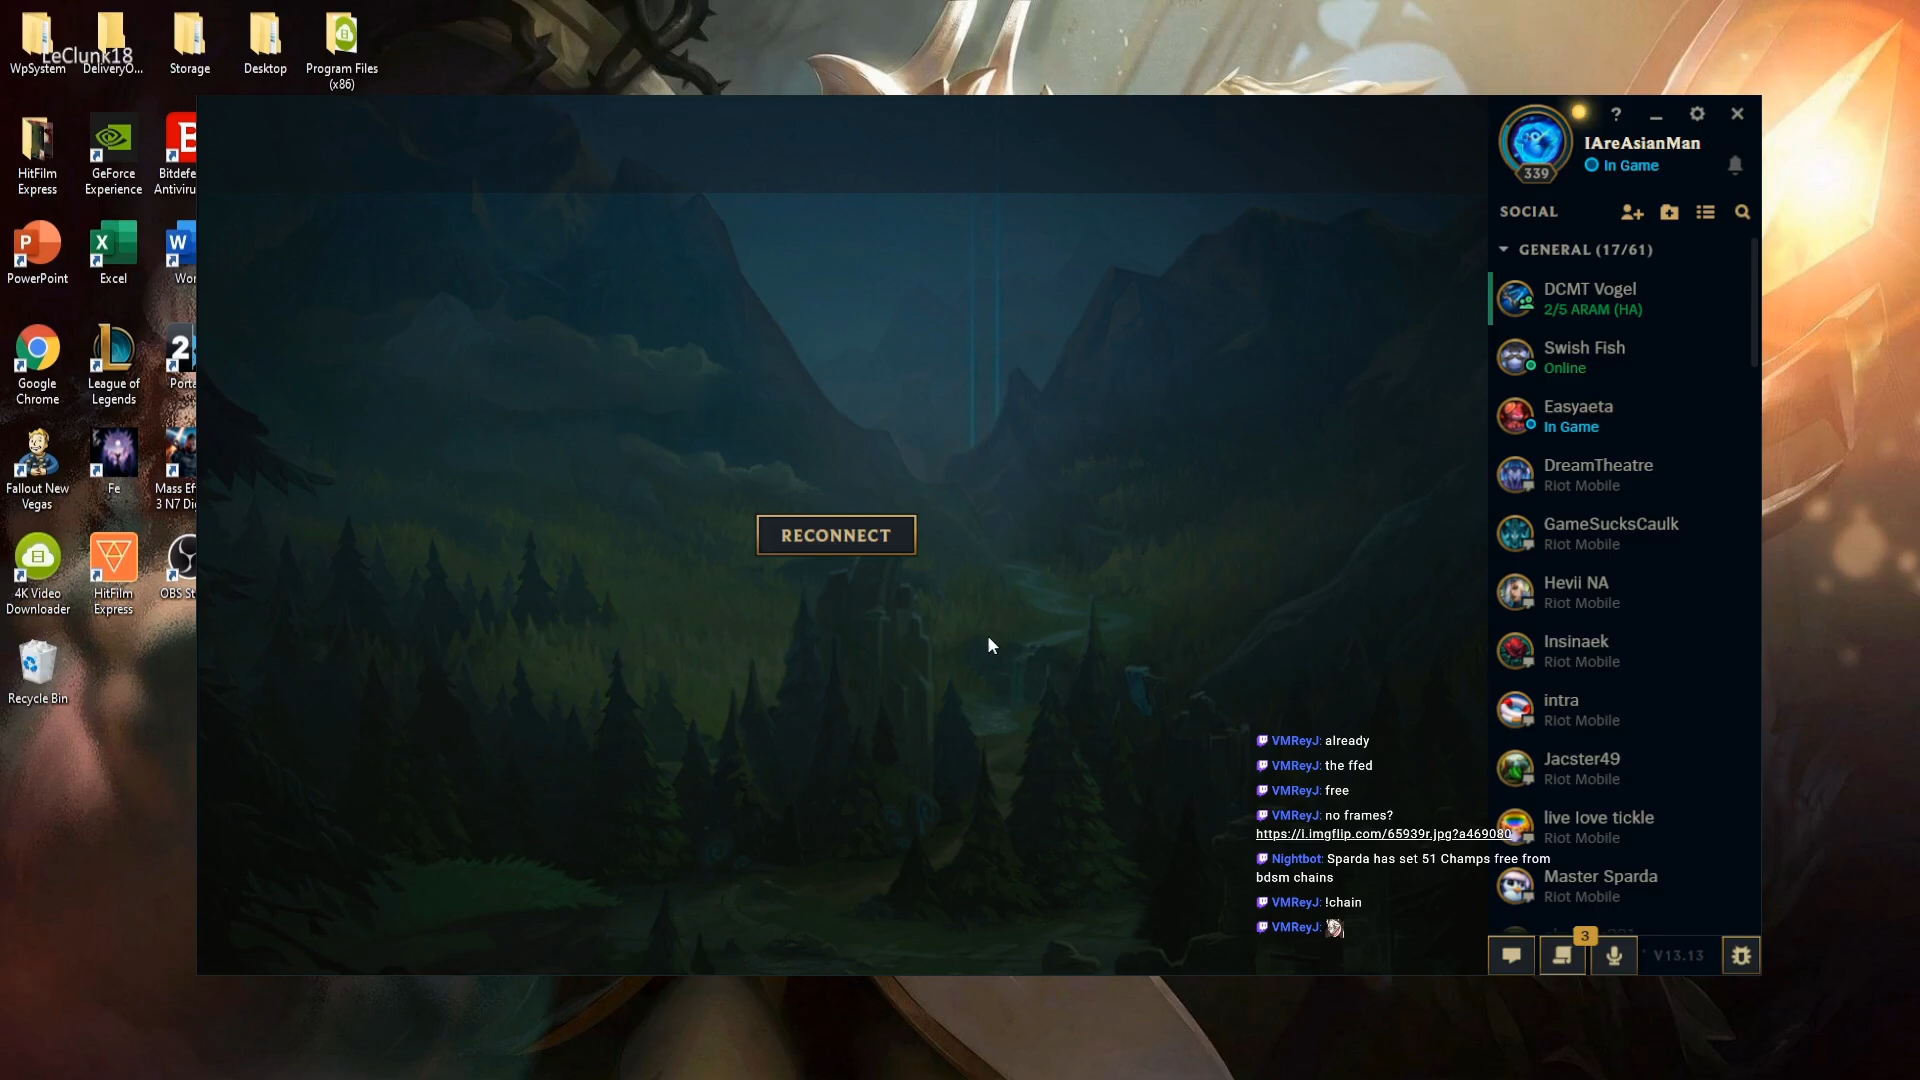 WpSystem
LeClunk18
DeliveryO...
Storage
Desktop
Program Files
(x86)
HitFilm
Express
GeForce
Experience
Bitdefe
Antiviru
PowerPoint
Excel
Wor
Google
Chrome
League of
Legends
2
Porta
Fallout New
Vegas
Fe
Mass Ef
3 N7 Di
4K Video
Downloader
HitFilm
Express
OBS St
Recycle Bin
RECONNECT
339
IAreAsianMan
In Game
SOCIAL
GENERAL (17/61)
DCMT Vogel
2/5 ARAM (HA)
Swish Fish
Online
Easyaeta
In Game
DreamTheatre
Riot Mobile
GameSucksCaulk
Riot Mobile
Hevii NA
Riot Mobile
Insinaek
Riot Mobile
intra
Riot Mobile
Jacster49
Riot Mobile
live love tickle
Riot Mobile
Master Sparda
Riot Mobile
3
V13.13
VMReyJ: already
VMReyJ: the ffed
VMReyJ: free
VMReyJ: no frames?
https://i.imgflip.com/65939r.jpg?a469080
Nightbot: Sparda has set 51 Champs free from
bdsm chains
VMReyJ: !chain
VMReyJ: